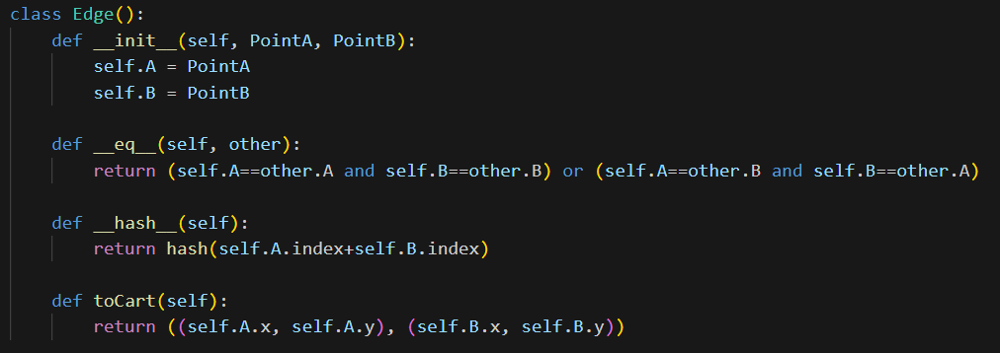 class Edge():
    def __init__(self, PointA, PointB):
        self.A = PointA
        self.B = PointB
    def __eq__(self, other):
        return (self.A==other.A and self.B==other.B) or (self.A==other.B and self.B==other.A)
    def __hash__(self):
        return hash(self.A.index+self.B.index)
    def toCart(self):
        return ((self.A.x, self.A.y), (self.B.x, self.B.y))